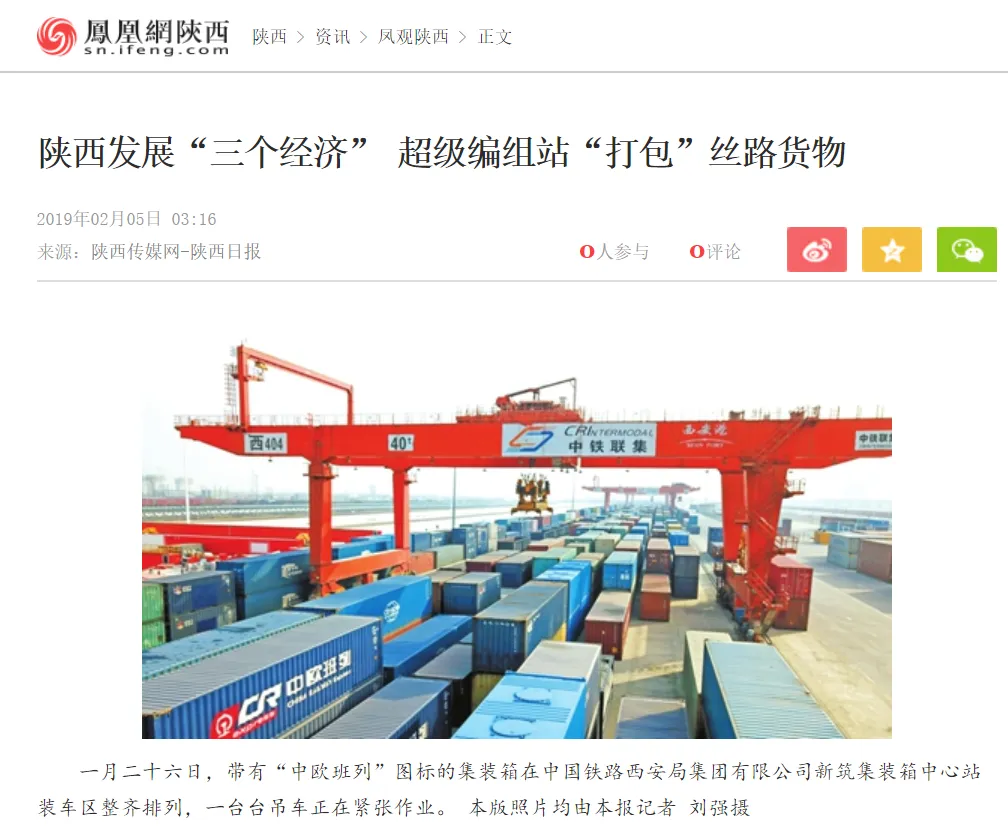 鳳凰網陝西
sn.ifeng.com
陕西 > 资讯 > 凤观陕西 > 正文
陕西发展“三个经济” 超级编组站“打包”丝路货物
2019年02月05日 03:16
来源：陕西传媒网-陕西日报
0人参与 0评论
西404
40t
CRINTERMODAL
中铁联集
西安港
中铁联
CR中欧班列
一月二十六日，带有“中欧班列”图标的集装箱在中国铁路西安局集团有限公司新筑集装箱中心站
装车区整齐排列，一台台吊车正在紧张作业。 本版照片均由本报记者 刘强摄